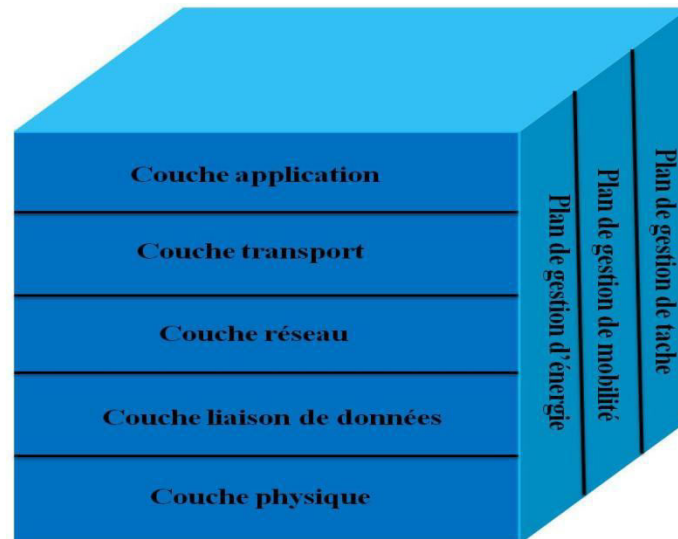 Couche application
Couche transport
Couche réseau
Couche liaison de données
Couche physique
Plan de gestion d'énergie
Plan de gestion de mobilité
Plan de gestion de tache